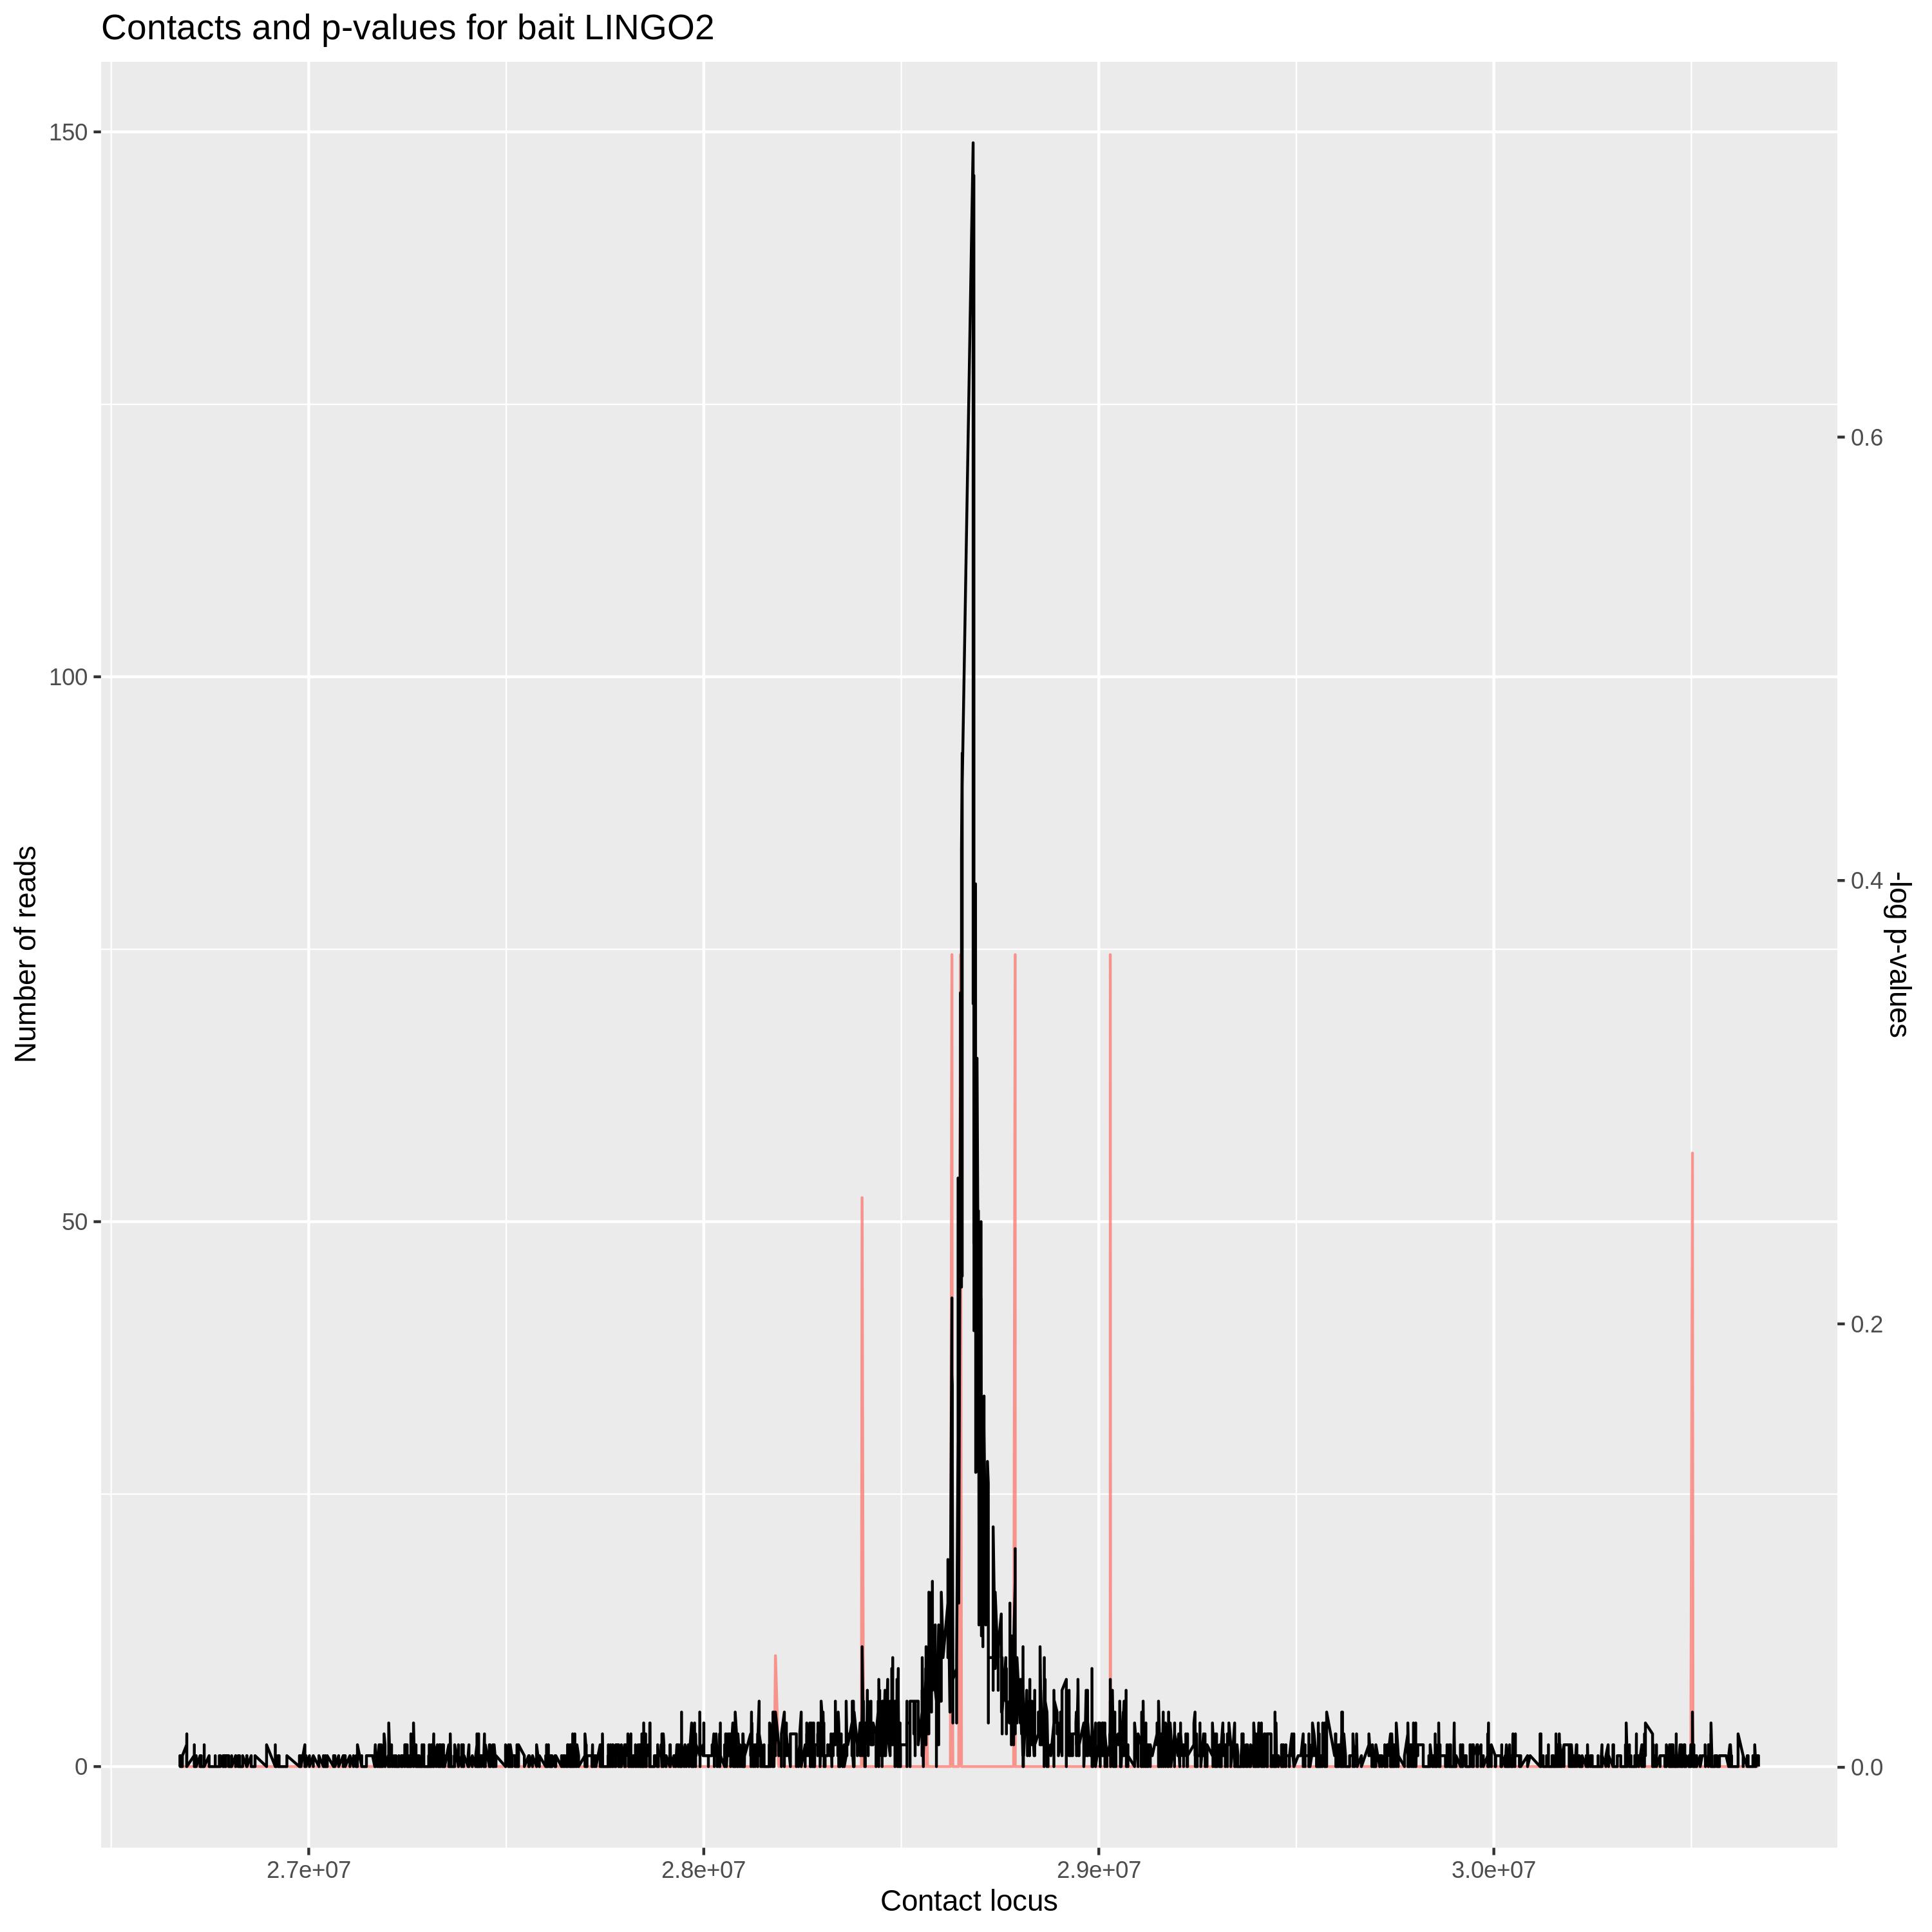 Contacts and p-values for bait LINGO2
150
100
50
0
Number of reads
0.6
0.4
0.2
0.0
-log p-values
2.7e+07 2.8e+07 2.9e+07 3.0e+07
Contact locus